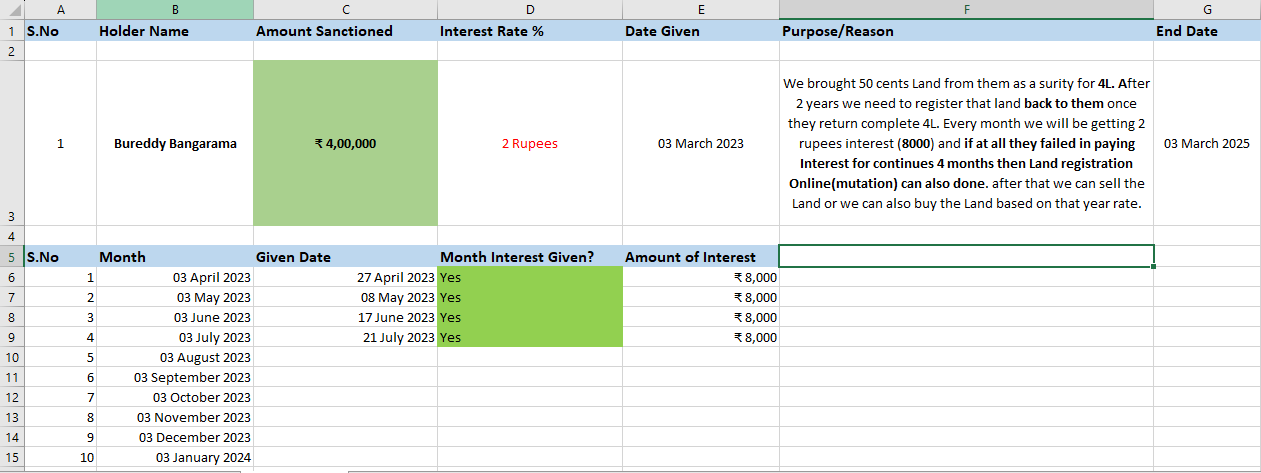 A B C D E F G
1 S.No Holder Name Amount Sanctioned Interest Rate % Date Given Purpose/Reason End Date
2
We brought 50 cents Land from them as a surity for 4L. After
2 years we need to register that land back to them once
they return complete 4L. Every month we will be getting 2
1 Bureddy Bangarama ₹ 4,00,000 2 Rupees 03 March 2023 rupees interest (8000) and if at all they failed in paying 03 March 2025
Interest for continues 4 months then Land registration
Online(mutation) can also done. after that we can sell the
Land or we can also buy the Land based on that year rate.
3
4
5 S.No Month Given Date Month Interest Given? Amount of Interest
6 1 03 April 2023 27 April 2023 Yes ₹ 8,000
7 2 03 May 2023 08 May 2023 Yes ₹ 8,000
8 3 03 June 2023 17 June 2023 Yes ₹ 8,000
9 4 03 July 2023 21 July 2023 Yes ₹ 8,000
10 5 03 August 2023
11 6 03 September 2023
12 7 03 October 2023
13 8 03 November 2023
14 9 03 December 2023
15 10 03 January 2024